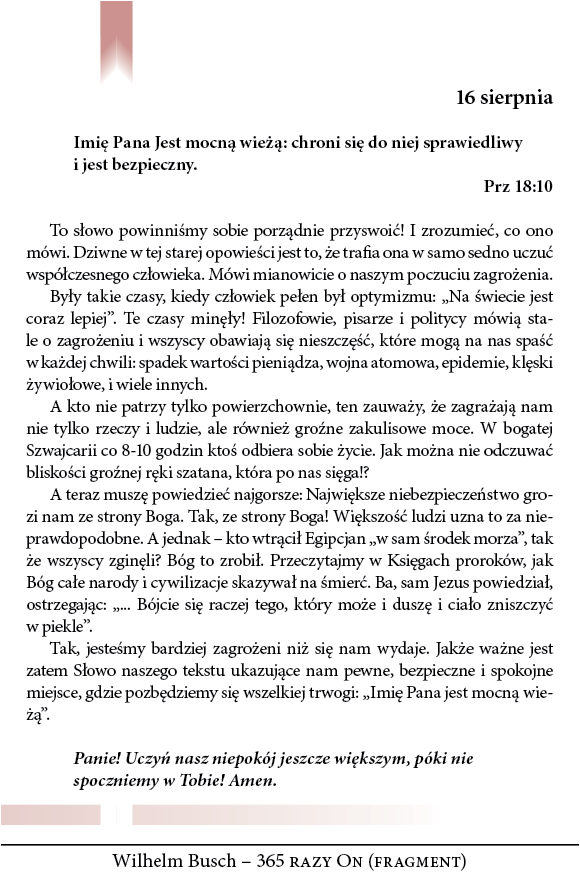 16 sierpnia
Imię Pana Jest mocną wieżą: chroni się do niej sprawiedliwy
i jest bezpieczny.
Prz 18:10
To słowo powinniśmy sobie porządnie przyswoić! I zrozumieć, co ono
mówi. Dziwne w tej starej opowieści jest to, że trafia ona w samo sedno uczuć
współczesnego człowieka. Mówi mianowicie o naszym poczuciu zagrożenia.
Były takie czasy, kiedy człowiek pełen był optymizmu: „Na świecie jest
coraz lepiej”. Te czasy minęły! Filozofowie, pisarze i politycy mówią sta-
le o zagrożeniu i wszyscy obawiają się nieszczęść, które mogą na nas spaść
w każdej chwili: spadek wartości pieniądza, wojna atomowa, epidemie, klęski
żywiołowe, i wiele innych.
A kto nie patrzy tylko powierzchownie, ten zauważy, że zagrażają nam
nie tylko rzeczy i ludzie, ale również groźne zakulisowe moce. W bogatej
Szwajcarii co 8-10 godzin ktoś odbiera sobie życie. Jak można nie odczuwać
bliskości groźnej ręki szatana, która po nas sięga!?
A teraz muszę powiedzieć najgorsze: Największe niebezpieczeństwo gro-
zi nam ze strony Boga. Tak, ze strony Boga! Większość ludzi uzna to za nie-
prawdopodobne. A jednak – kto wtrącił Egipcjan „w sam środek morza”, tak
że wszyscy zginęli? Bóg to zrobił. Przeczytajmy w Księgach proroków, jak
Bóg całe narody i cywilizacje skazywał na śmierć. Ba, sam Jezus powiedział,
ostrzegając: „... Bójcie się raczej tego, który może i duszę i ciało zniszczyć
w piekle”.
Tak, jesteśmy bardziej zagrożeni niż się nam wydaje. Jakże ważne jest
zatem Słowo naszego tekstu ukazujące nam pewne, bezpieczne i spokojne
miejsce, gdzie pozbędziemy się wszelkiej trwogi: „Imię Pana jest mocną wie-
żą”.
Panie! Uczyń nasz niepokój jeszcze większym, póki nie
spoczniemy w Tobie! Amen.
Wilhelm Busch – 365 razy On (fragment)